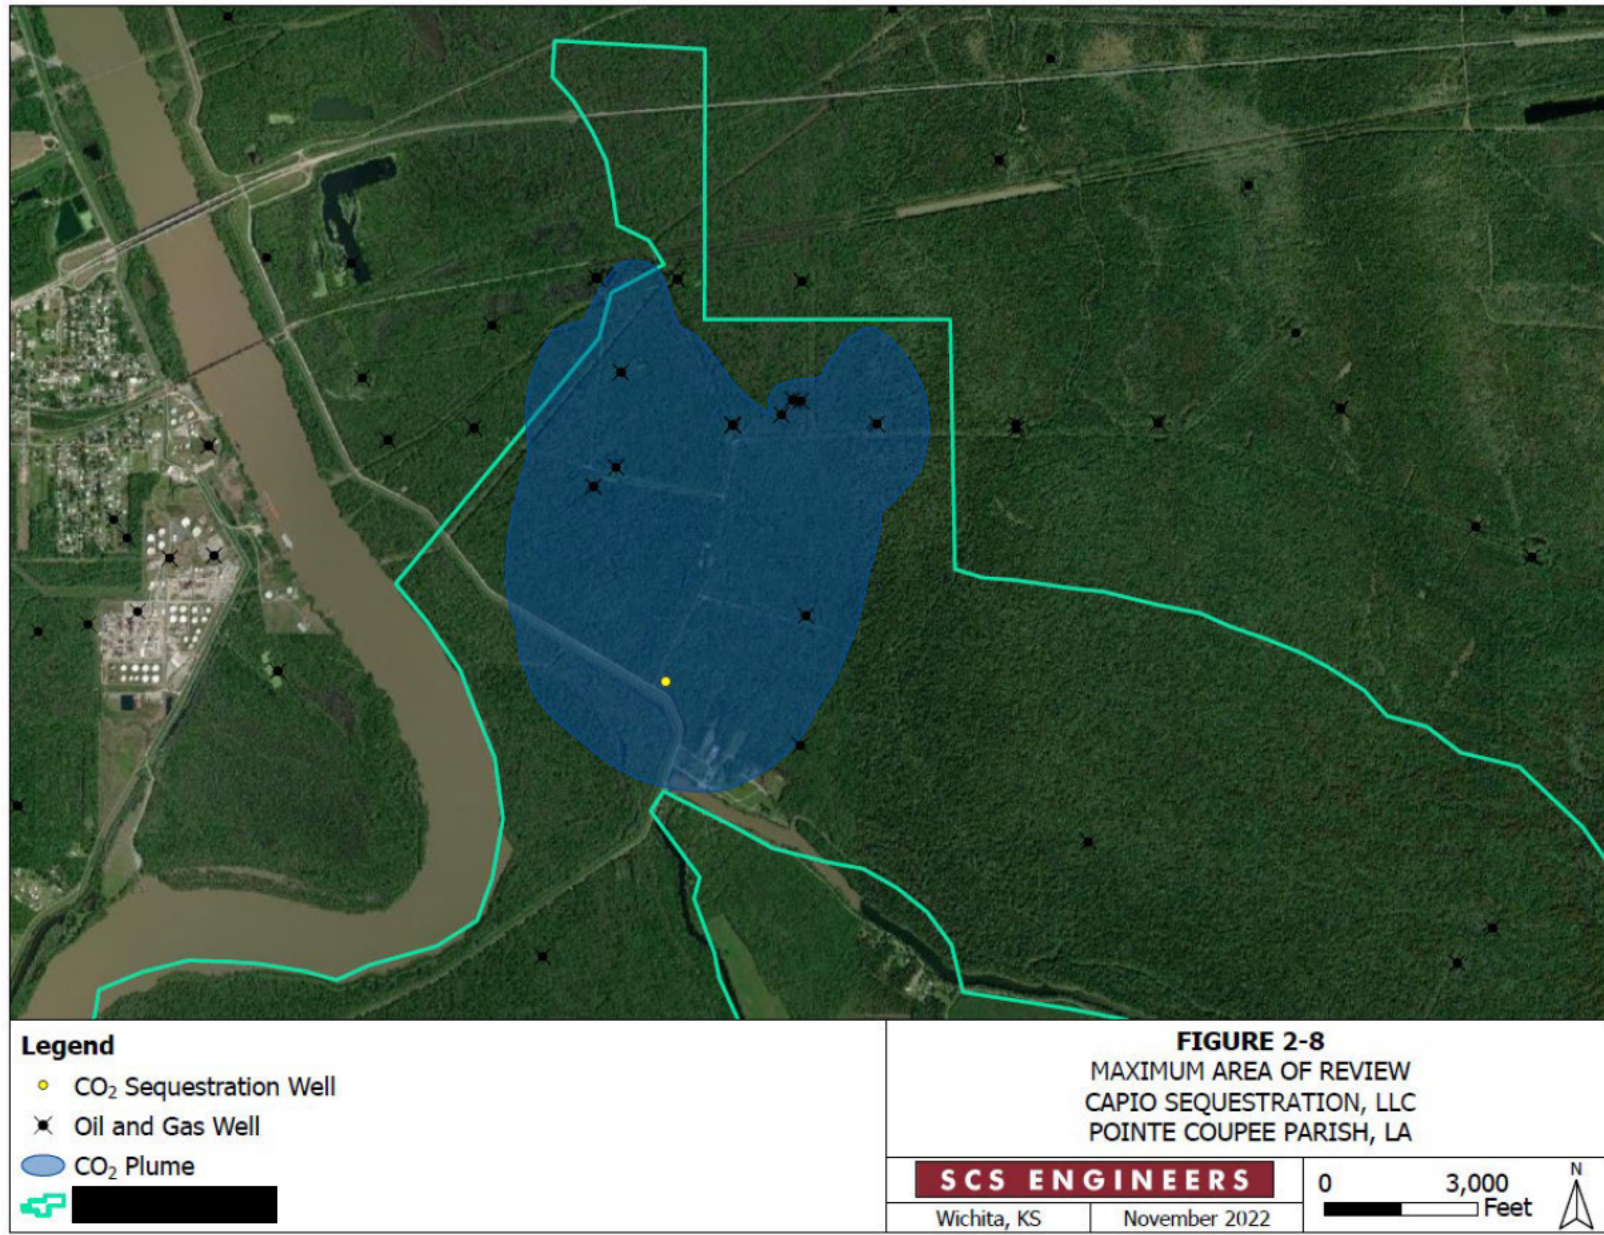 Legend
CO₂ Sequestration Well
Oil and Gas Well
CO₂ Plume
FIGURE 2-8
MAXIMUM AREA OF REVIEW
CAPIO SEQUESTRATION, LLC
POINTE COUPEE PARISH, LA
SCS ENGINEERS
Wichita, KS
November 2022
0 3,000
Feet
N